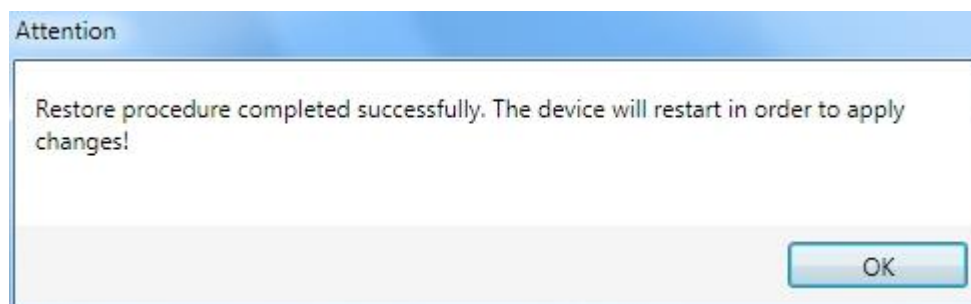 Attention
Restore procedure completed successfully. The device will restart in order to apply
changes!
OK